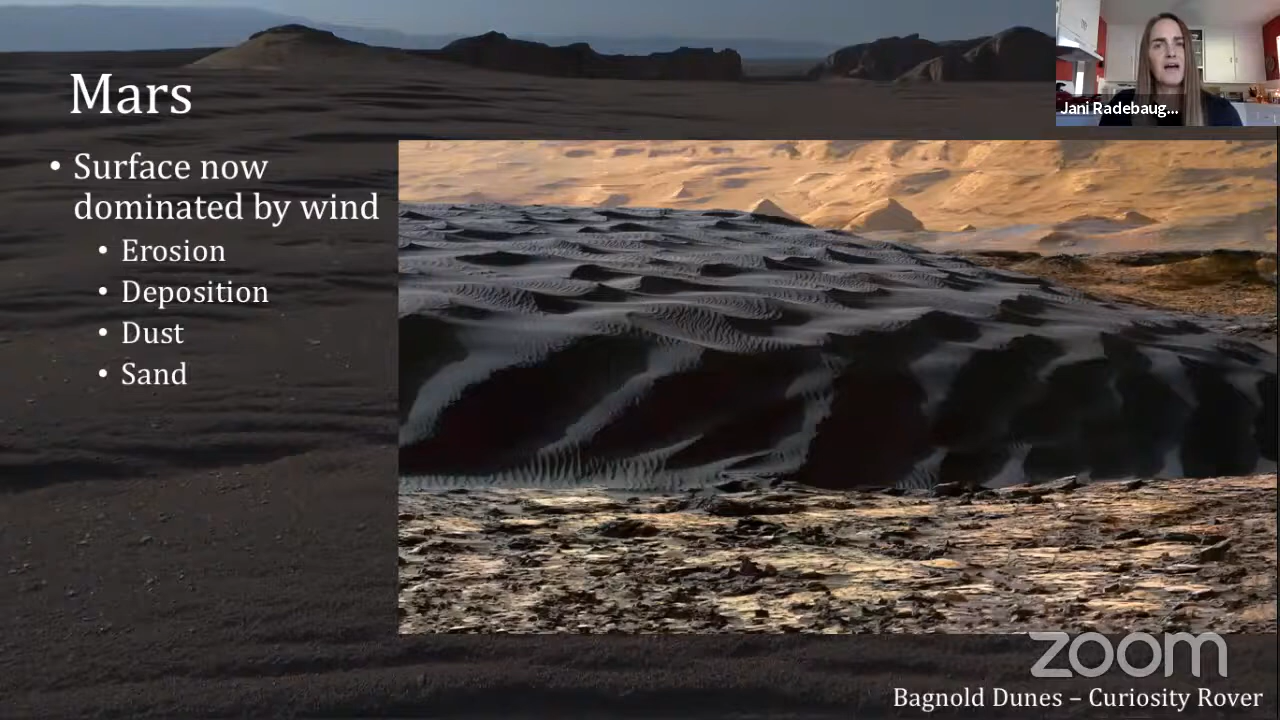 Jani Radebaug...
Mars
• Surface now
dominated by wind
• Erosion
• Deposition
• Dust
• Sand
zoom
Bagnold Dunes – Curiosity Rover